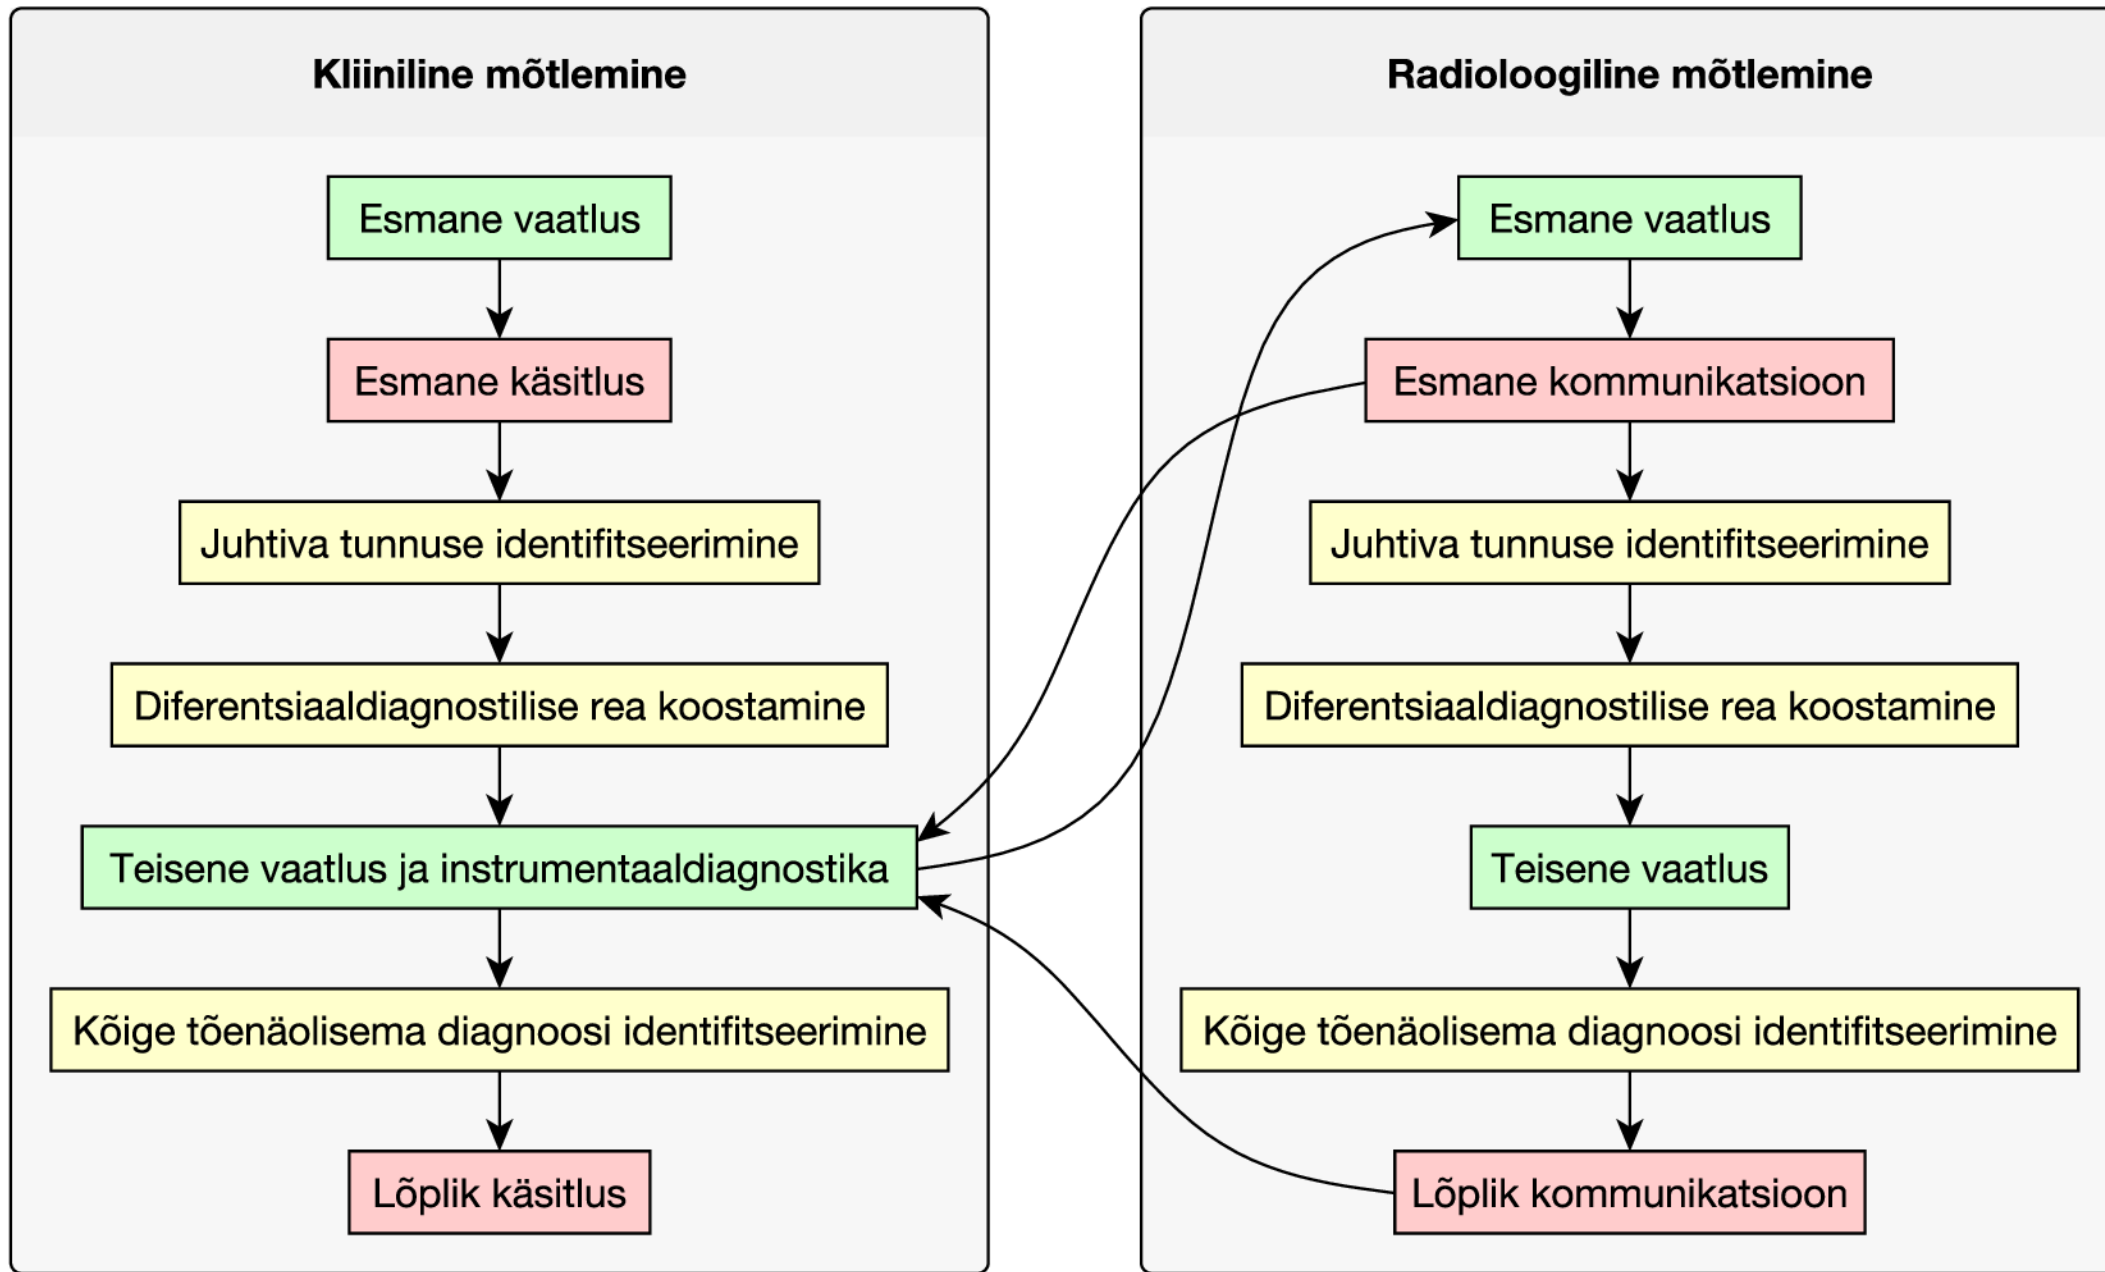 Kliiniline mõtlemine
Esmane vaatlus
Esmane käsitlus
Juhtiva tunnuse identifitseerimine
Diferentsiaaldiagnostilise rea koostamine
Teisene vaatlus ja instrumentaaldiagnostika
Kõige tõenäolisema diagnoosi identifitseerimine
Lõplik käsitlus
Radioloogiline mõtlemine
Esmane vaatlus
Esmane kommunikatsioon
Juhtiva tunnuse identifitseerimine
Diferentsiaaldiagnostilise rea koostamine
Teisene vaatlus
Kõige tõenäolisema diagnoosi identifitseerimine
Lõplik kommunikatsioon